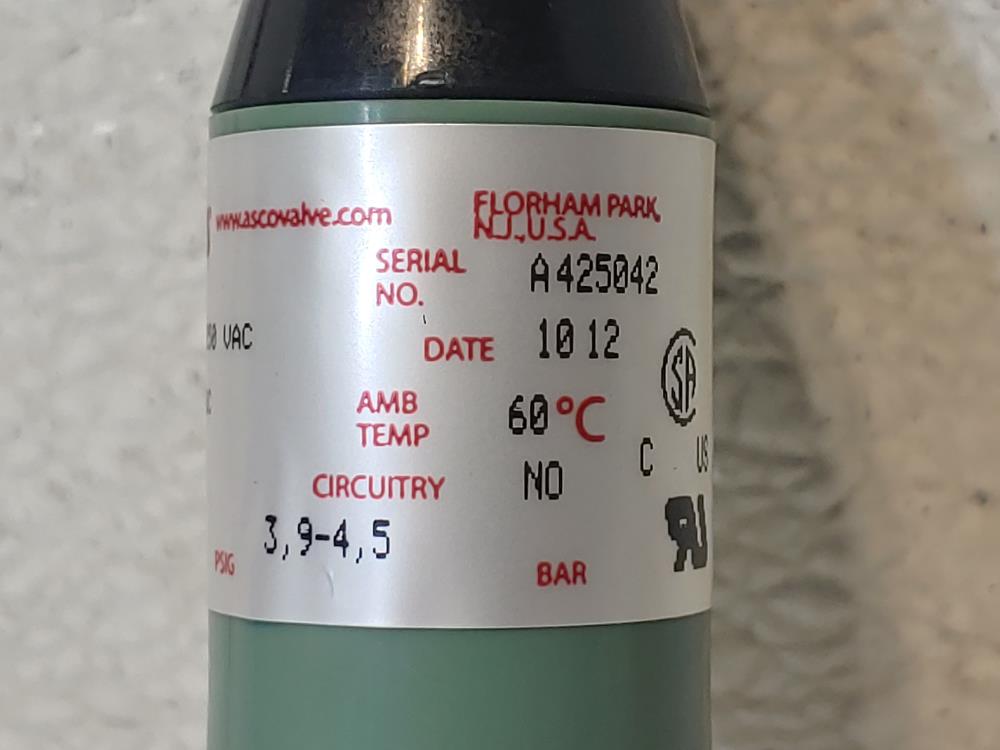 www.ascovalve.com
FLORHAM PARK,
N.J., U.S.A.
SERIAL NO. A 425042
VAC
DATE 10 12
AMB TEMP 60 °C
CIRCUITRY NO
C US
PSIG 3,9-4,5 BAR